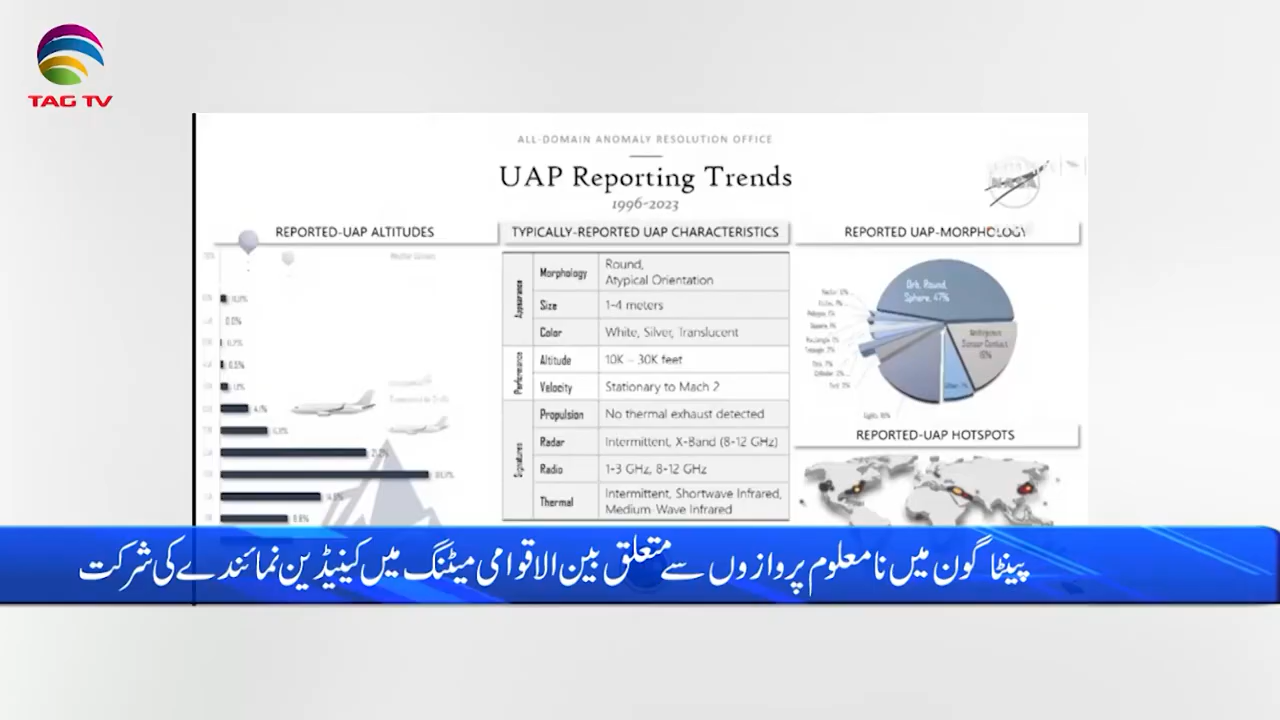 TAG TV
ALL-DOMAIN ANOMALY RESOLUTION OFFICE
UAP Reporting Trends
1996-2023
NASA
REPORTED-UAP ALTITUDES
TYPICALLY-REPORTED UAP CHARACTERISTICS
Appearance
Morphology
Round,
Atypical Orientation
Size
1-4 meters
Color
White, Silver, Translucent
Performance
Altitude
10K – 30K feet
Velocity
Stationary to Mach 2
Signatures
Propulsion
No thermal exhaust detected
Radar
Intermittent, X-Band (8-12 GHz)
Radio
1-3 GHz, 8-12 GHz
Thermal
Intermittent, Shortwave Infrared,
Medium-Wave Infrared
REPORTED UAP-MORPHOLOGY
Orb, Round,
Sphere, 47%
REPORTED-UAP HOTSPOTS
پینٹاگون میں نامعلوم پروازوں سے متعلق بین الاقوامی میٹنگ میں کینیڈین نمائندے کی شرکت